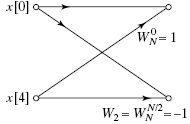 x[0]
W_N^0 = 1
x[4]
W_2 = W_N^{N/2} = -1